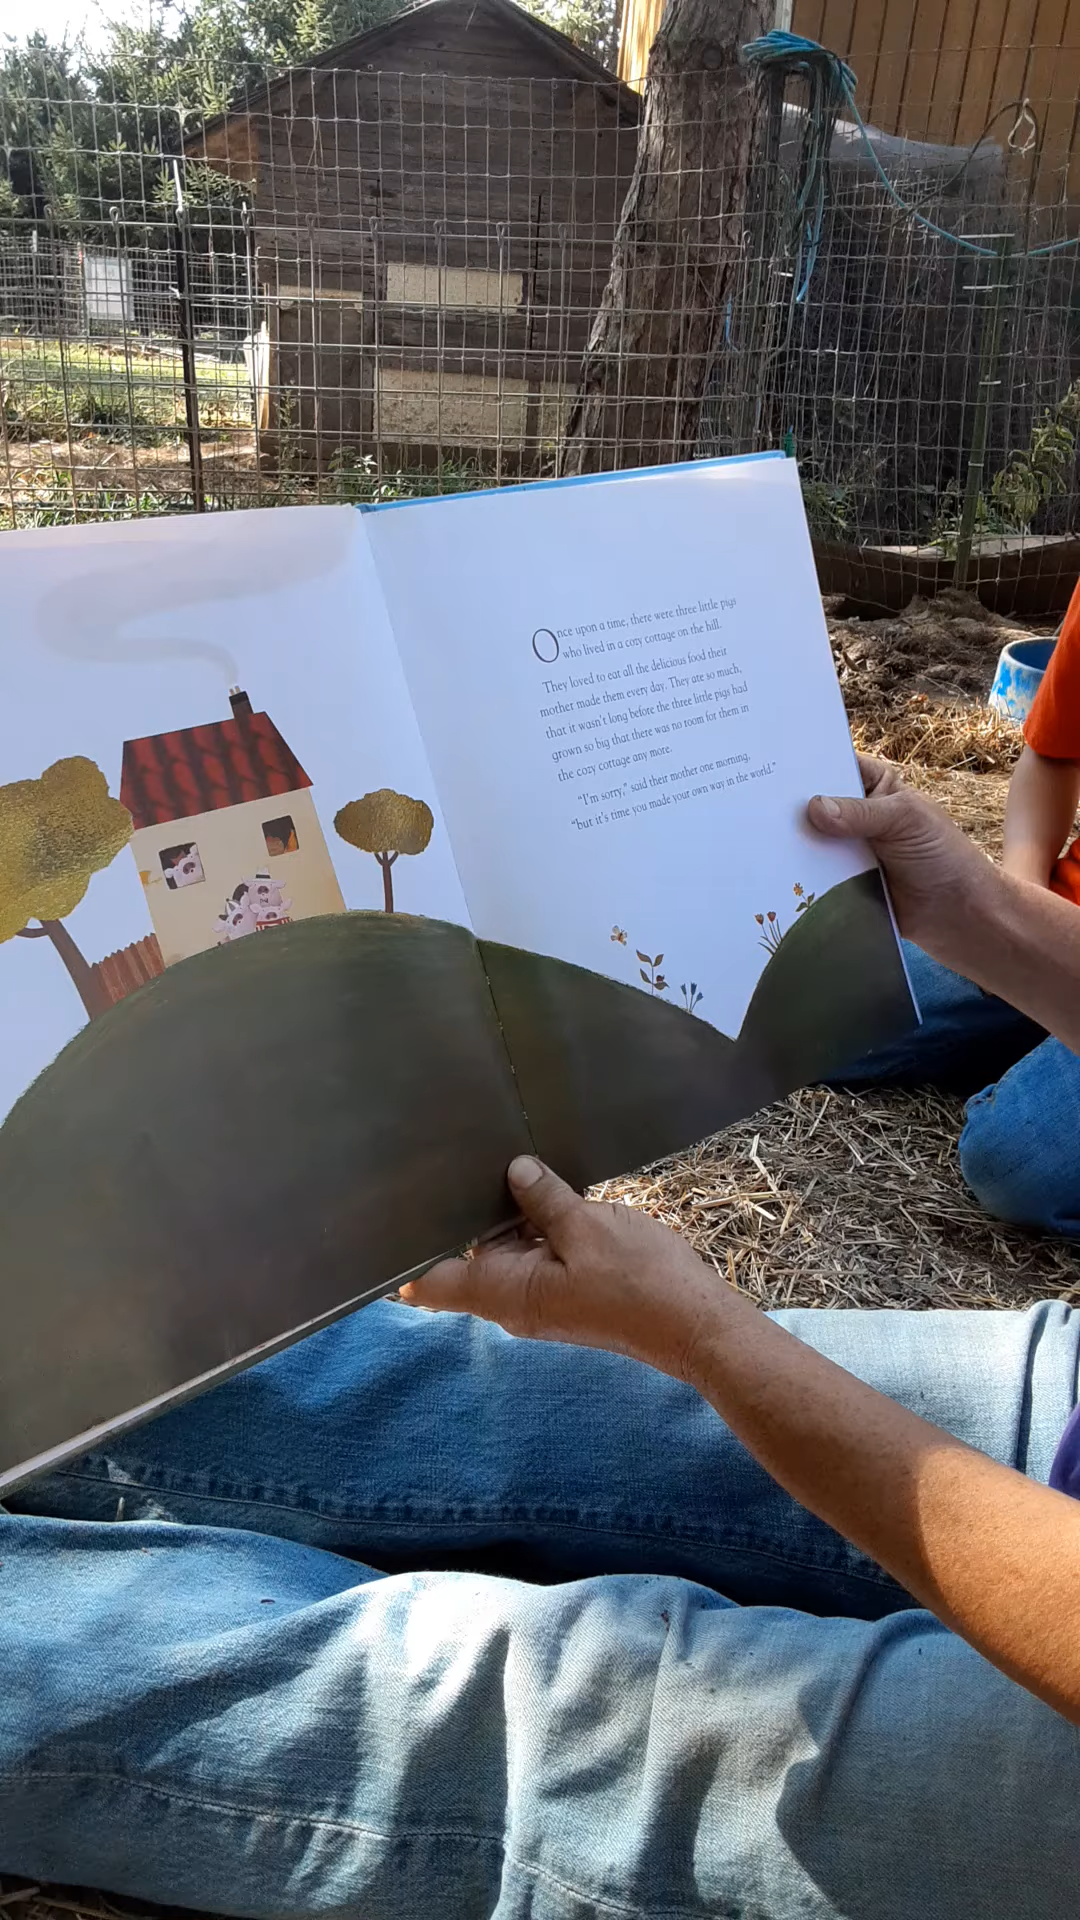 Once upon a time, there were three little pigs
who lived in a cozy cottage on the hill.
They loved to eat all the delicious food their
mother made them every day. They ate so much,
that it wasn't long before the three little pigs had
grown so big that there was no room for them in
the cozy cottage any more.
"I'm sorry," said their mother one morning,
"but it's time you made your own way in the world."